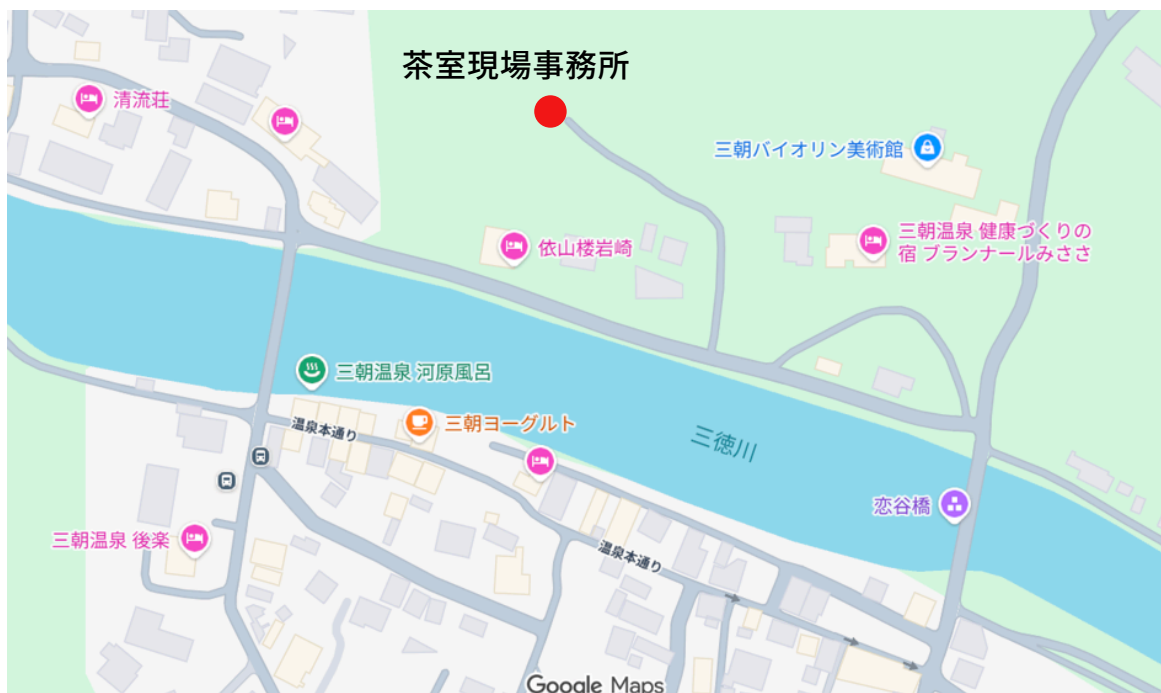 茶室現場事務所
清流荘
三朝バイオリン美術館
三朝温泉 健康づくりの
宿 ブランナールみささ
依山楼岩崎
三朝温泉 河原風呂
温泉本通り
三朝ヨーグルト
三徳川
恋谷橋
三朝温泉 後楽
温泉本通り
Google Maps